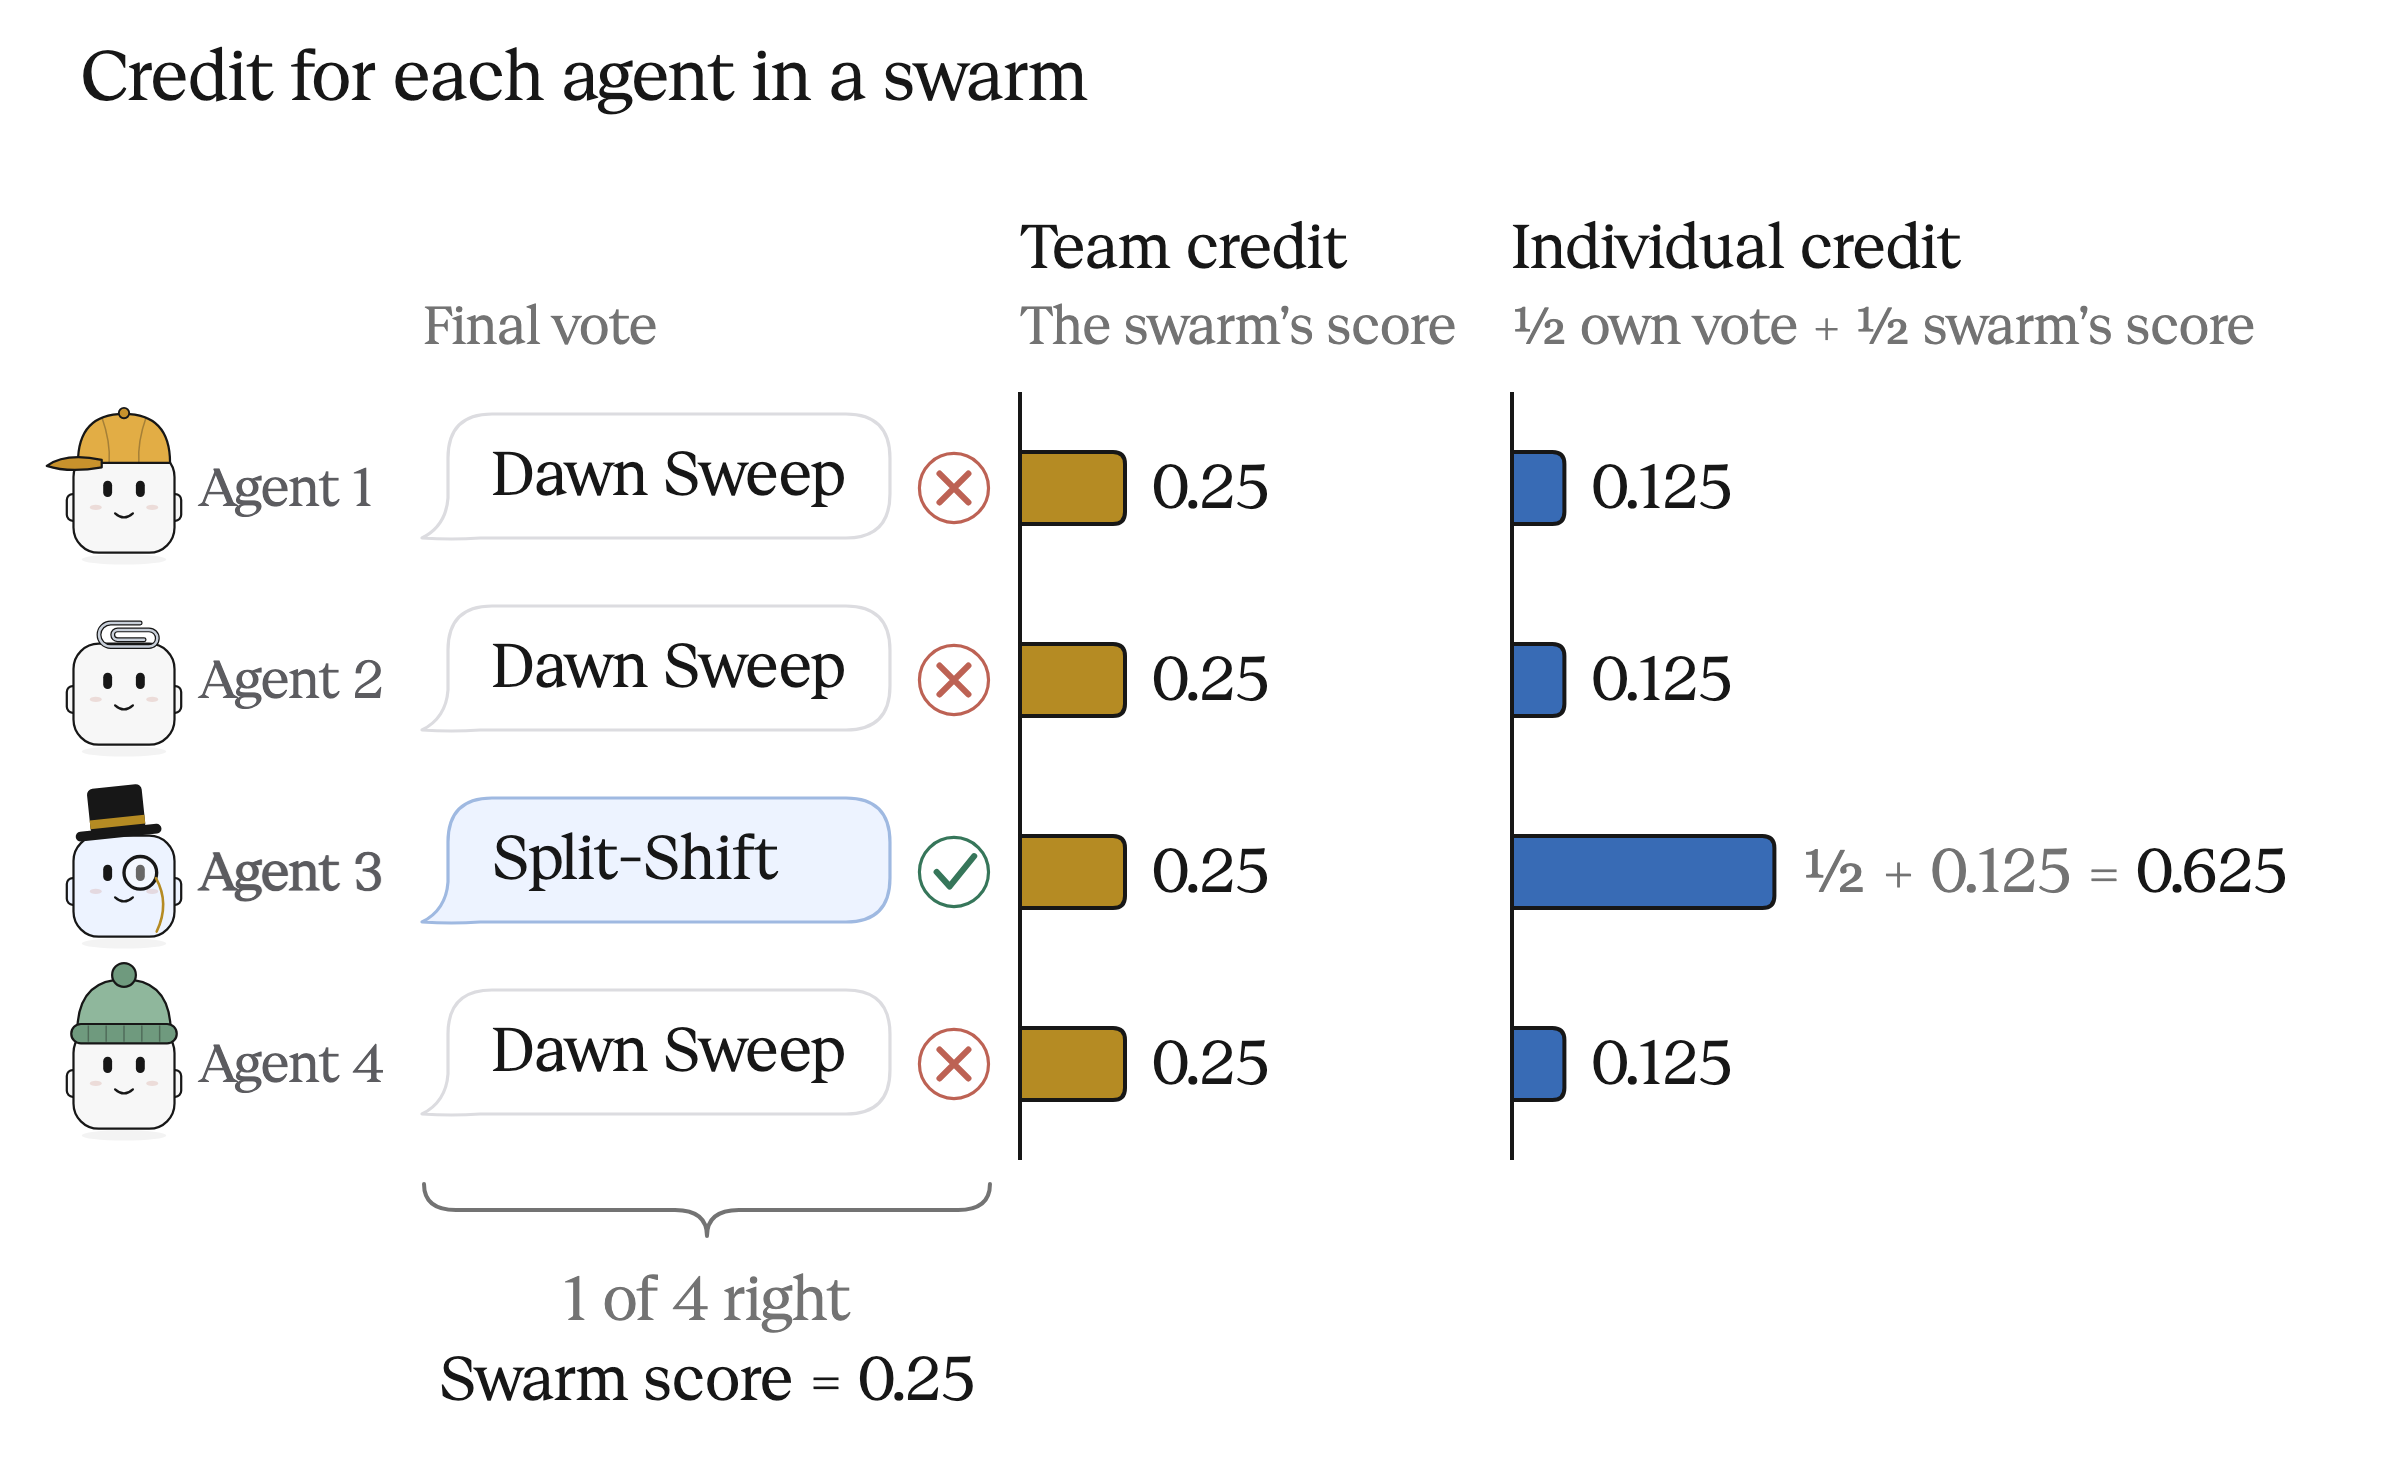 Credit for each agent in a swarm
Team credit
Individual credit
Final vote
The swarm's score
½ own vote + ½ swarm's score
Agent 1
Dawn Sweep
0.25
0.125
Agent 2
Dawn Sweep
0.25
0.125
Agent 3
Split-Shift
0.25
½ + 0.125 = 0.625
Agent 4
Dawn Sweep
0.25
0.125
1 of 4 right
Swarm score = 0.25